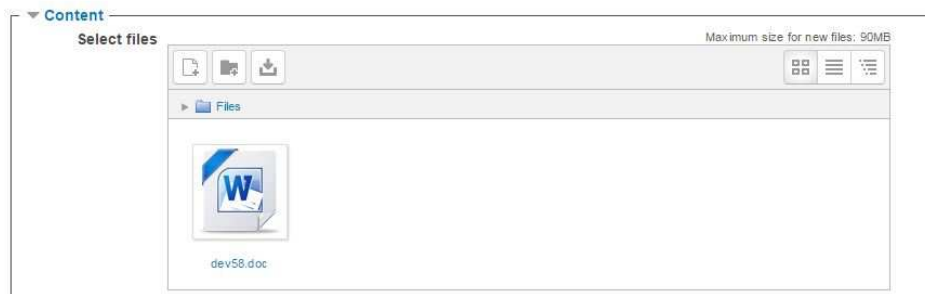 Content
Select files
Maximum size for new files: 90MB
Files
W
dev58.doc